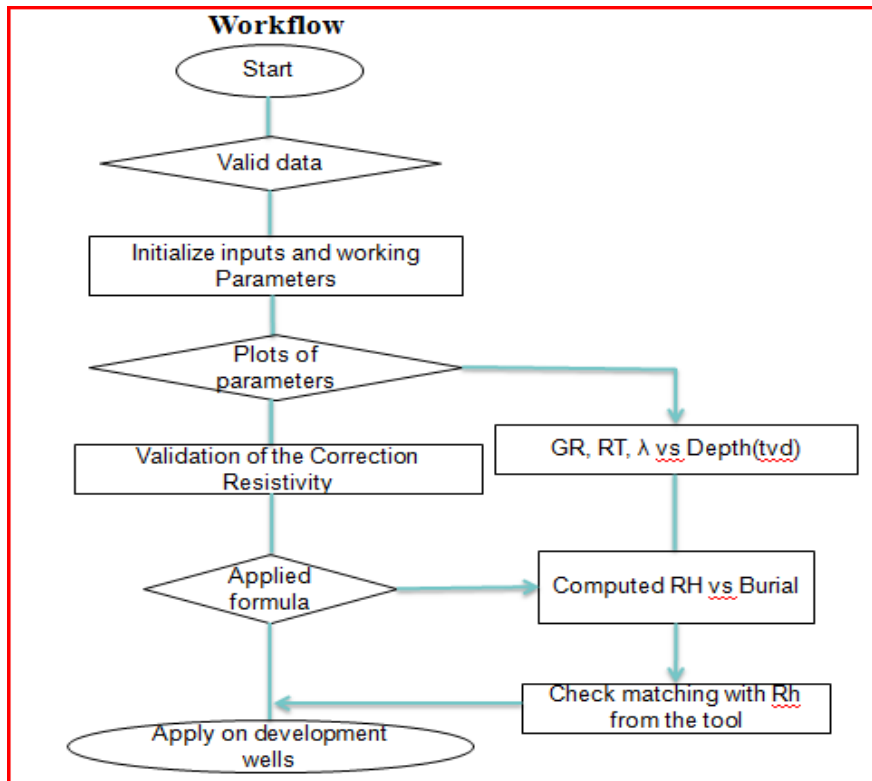 Workflow
Start
Valid data
Initialize inputs and working
Parameters
Plots of
parameters
GR, RT, λ vs Depth(tvd)
Validation of the Correction
Resistivity
Applied
formula
Computed RH vs Burial
Check matching with Rh
from the tool
Apply on development
wells